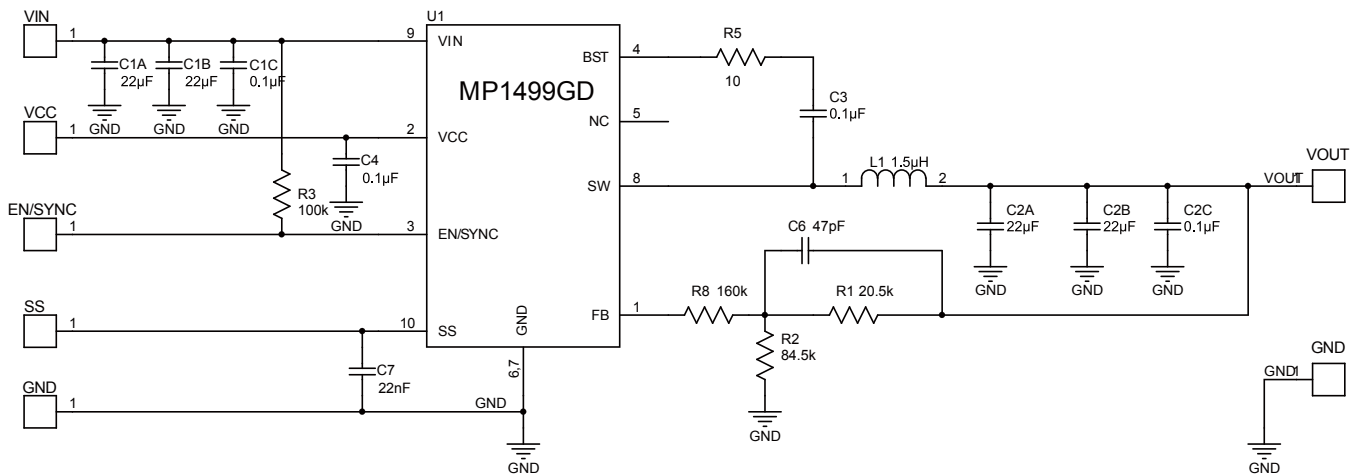 VIN
1
C1A
22µF
C1B
22µF
C1C
0.1µF
GND
GND
GND
VCC
1
C4
0.1µF
GND
R3
100k
EN/SYNC
1
SS
1
C7
22nF
GND
1
GND
GND
U1
MP1499GD
9
VIN
2
VCC
3
EN/SYNC
10
SS
GND
6,7
BST
4
NC
5
SW
8
FB
1
R5
10
C3
0.1µF
L1 1.5µH
1
2
C2A
22µF
C2B
22µF
C2C
0.1µF
GND
GND
GND
VOUT
VOUT
1
C6 47pF
R8 160k
R1 20.5k
R2
84.5k
GND
GND
GND
1
GND